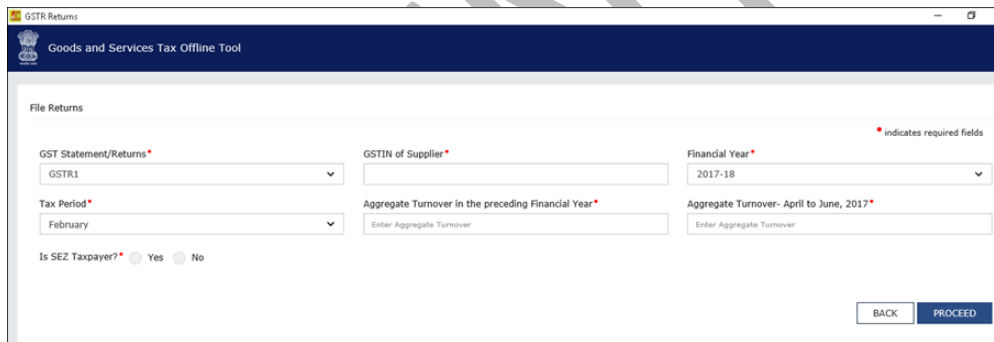 GSTR Returns
Goods and Services Tax Offline Tool
File Returns
• indicates required fields
GST Statement/Returns•
GSTIN of Supplier•
Financial Year•
GSTR1
2017-18
Tax Period•
Aggregate Turnover in the preceding Financial Year•
Aggregate Turnover- April to June, 2017•
February
Enter Aggregate Turnover
Enter Aggregate Turnover
Is SEZ Taxpayer?• Yes No
BACK PROCEED